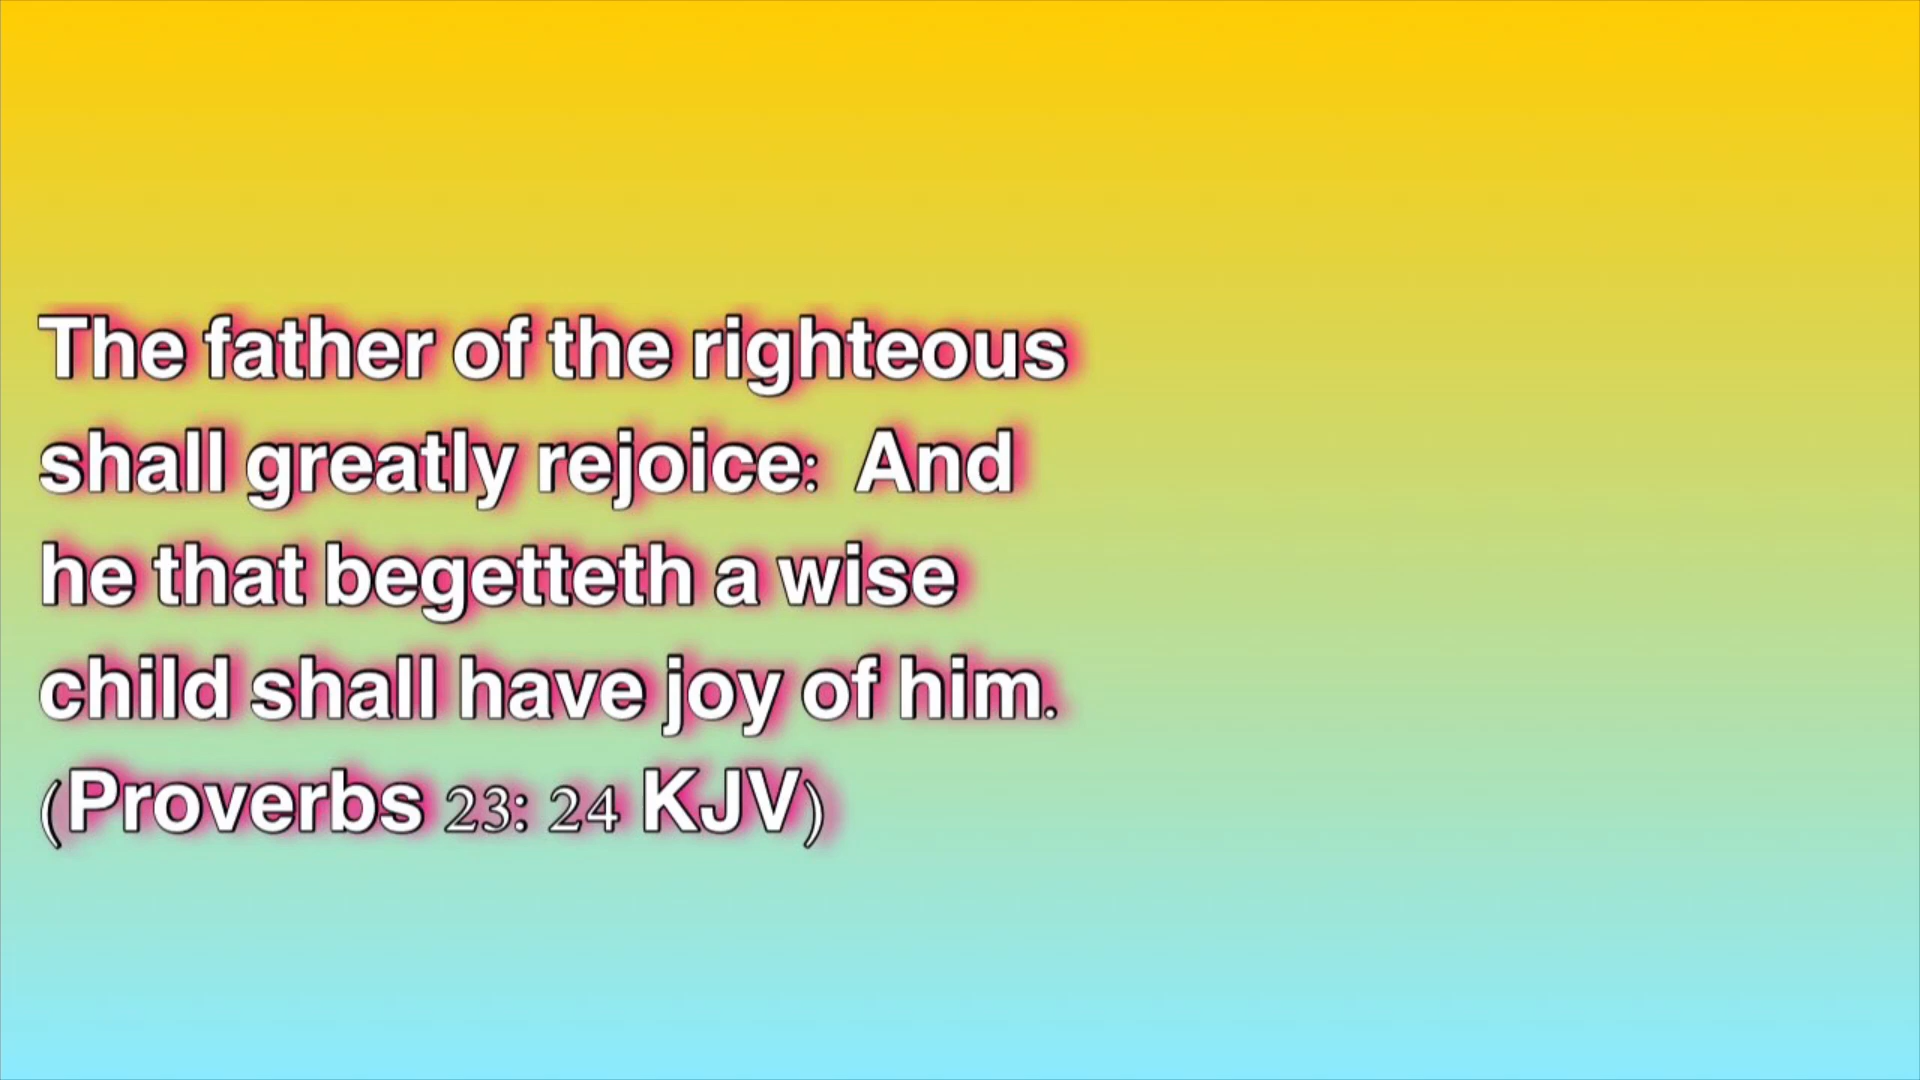 The father of the righteous
shall greatly rejoice:  And
he that begetteth a wise
child shall have joy of him.
(Proverbs 23: 24 KJV)